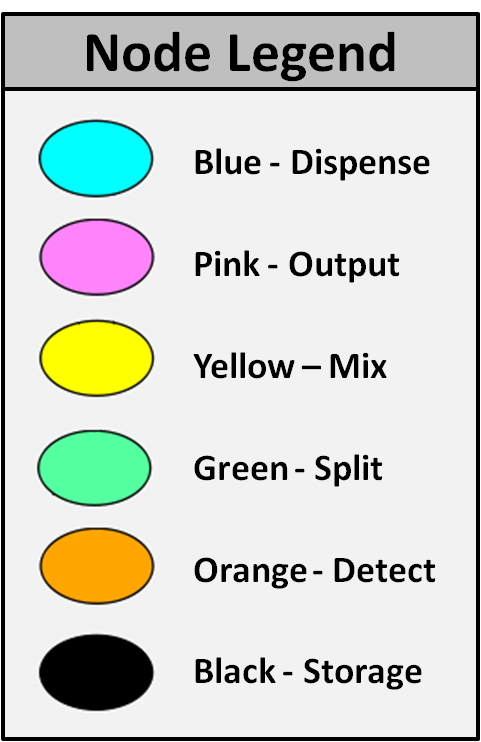 Node Legend
Blue - Dispense
Pink - Output
Yellow – Mix
Green - Split
Orange - Detect
Black - Storage